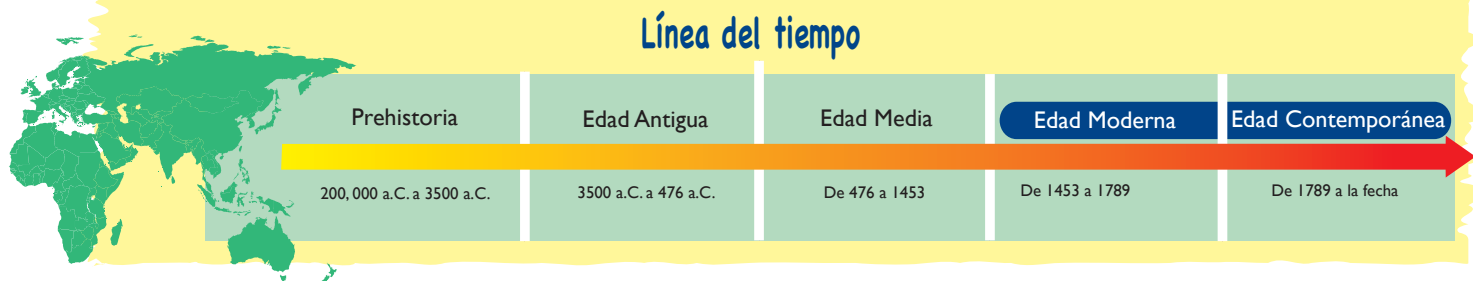 Línea del tiempo
Prehistoria
Edad Antigua
Edad Media
Edad Moderna
Edad Contemporánea
200,000 a.C. a 3500 a.C.
3500 a.C. a 476 a.C.
De 476 a 1453
De 1453 a 1789
De 1789 a la fecha